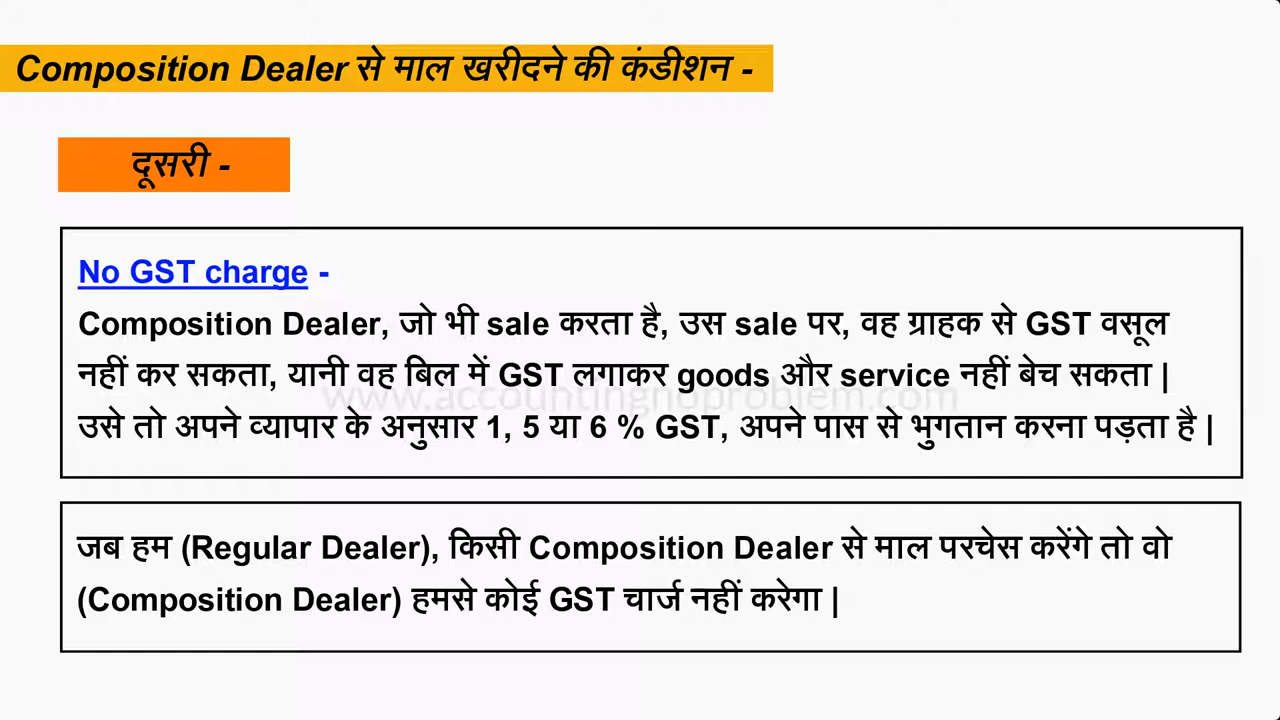 Composition Dealer से माल खरीदने की कंडीशन -
दूसरी -
No GST charge -
Composition Dealer, जो भी sale करता है, उस sale पर, वह ग्राहक से GST वसूल
नहीं कर सकता, यानी वह बिल में GST लगाकर goods और service नहीं बेच सकता |
www.accountingnoproblem.com
उसे तो अपने व्यापार के अनुसार 1, 5 या 6 % GST, अपने पास से भुगतान करना पड़ता है |
जब हम (Regular Dealer), किसी Composition Dealer से माल परचेस करेंगे तो वो
(Composition Dealer) हमसे कोई GST चार्ज नहीं करेगा |